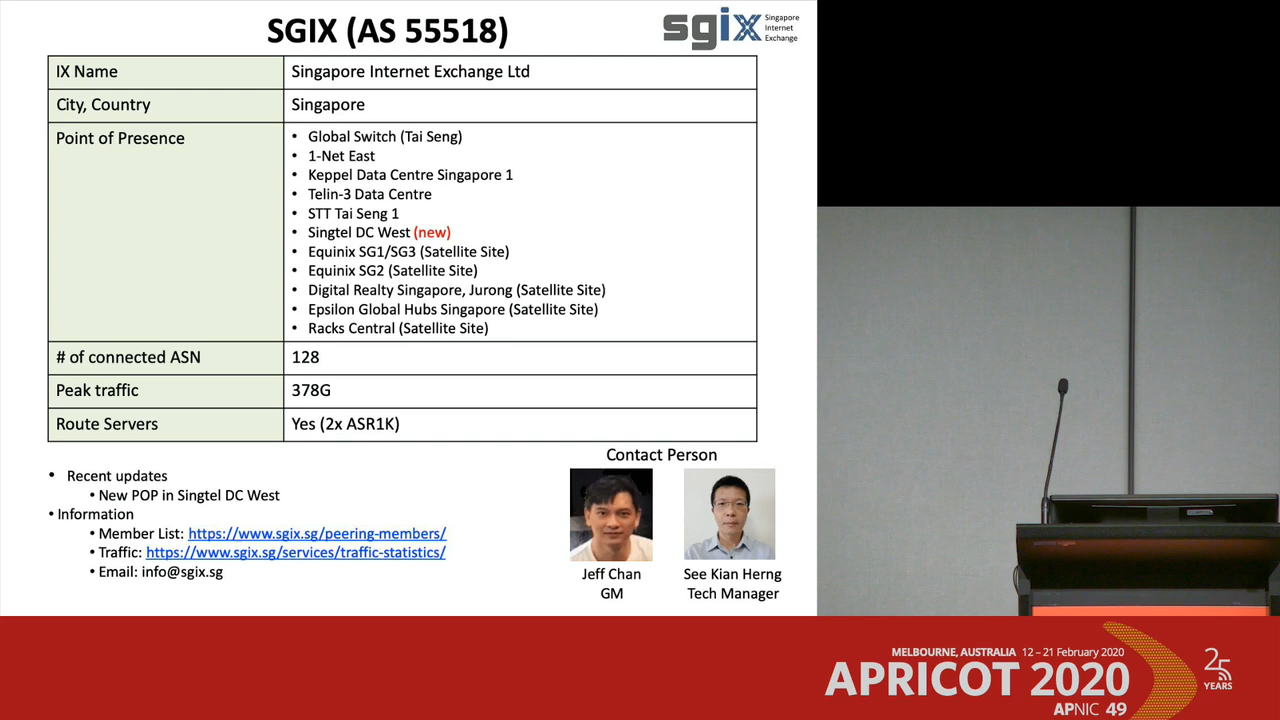 SGIX (AS 55518)
sgix
Singapore
Internet
Exchange
IX Name
Singapore Internet Exchange Ltd
City, Country
Singapore
Point of Presence
• Global Switch (Tai Seng)
• 1-Net East
• Keppel Data Centre Singapore 1
• Telin-3 Data Centre
• STT Tai Seng 1
• Singtel DC West (new)
• Equinix SG1/SG3 (Satellite Site)
• Equinix SG2 (Satellite Site)
• Digital Realty Singapore, Jurong (Satellite Site)
• Epsilon Global Hubs Singapore (Satellite Site)
• Racks Central (Satellite Site)
# of connected ASN
128
Peak traffic
378G
Route Servers
Yes (2x ASR1K)
• Recent updates
• New POP in Singtel DC West
• Information
• Member List: https://www.sgix.sg/peering-members/
• Traffic: https://www.sgix.sg/services/traffic-statistics/
• Email: info@sgix.sg
Contact Person
Jeff Chan
GM
See Kian Herng
Tech Manager
MELBOURNE, AUSTRALIA 12 – 21 February 2020
APRICOT 2020
APNIC 49
25
YEARS